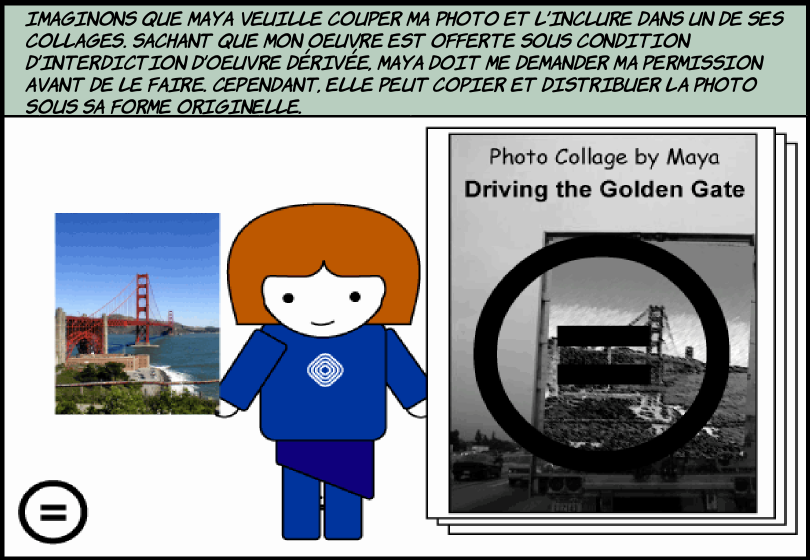 IMAGINONS QUE MAYA VEUILLE COUPER MA PHOTO ET L'INCLURE DANS UN DE SES
COLLAGES. SACHANT QUE MON OEUVRE EST OFFERTE SOUS CONDITION
D'INTERDICTION D'OEUVRE DÉRIVÉE, MAYA DOIT ME DEMANDER MA PERMISSION
AVANT DE LE FAIRE. CEPENDANT, ELLE PEUT COPIER ET DISTRIBUER LA PHOTO
SOUS SA FORME ORIGINELLE.
Photo Collage by Maya
Driving the Golden Gate